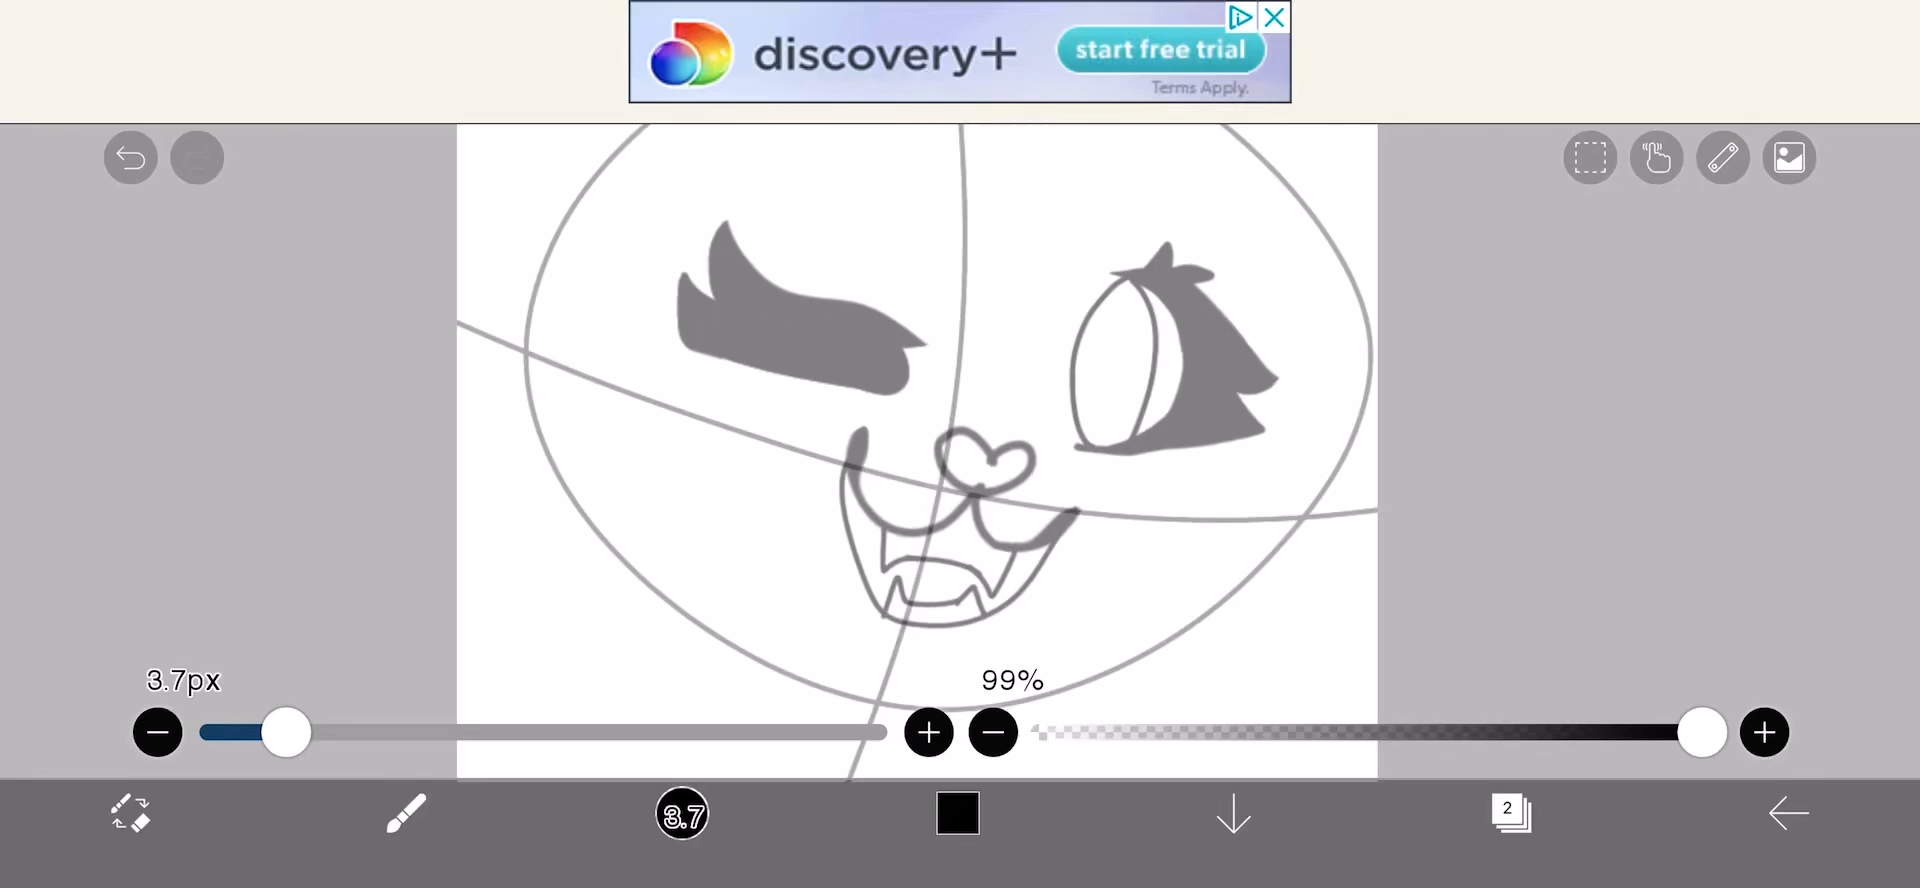 discovery+
start free trial
Terms Apply.
3.7px
99%
3.7
2